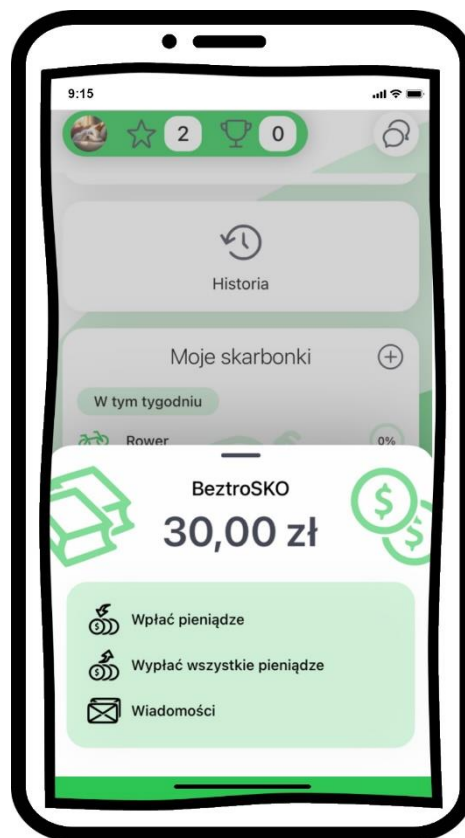 9:15
2
0
Historia
Moje skarbonki
W tym tygodniu
Rower
0%
BeztroSKO
30,00 zł
Wpłać pieniądze
Wypłać wszystkie pieniądze
Wiadomości